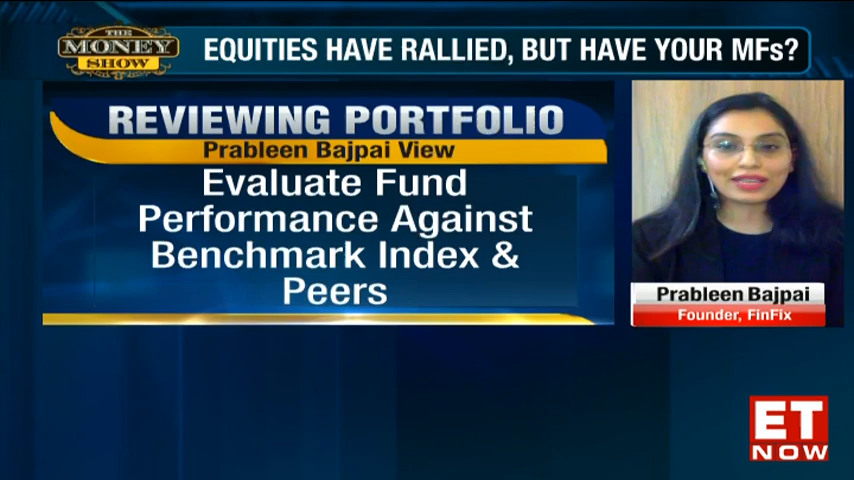 THE
MONEY
SHOW
EQUITIES HAVE RALLIED, BUT HAVE YOUR MFs?
REVIEWING PORTFOLIO
Prableen Bajpai View
Evaluate Fund
Performance Against
Benchmark Index &
Peers
Prableen Bajpai
Founder, FinFix
ET
NOW